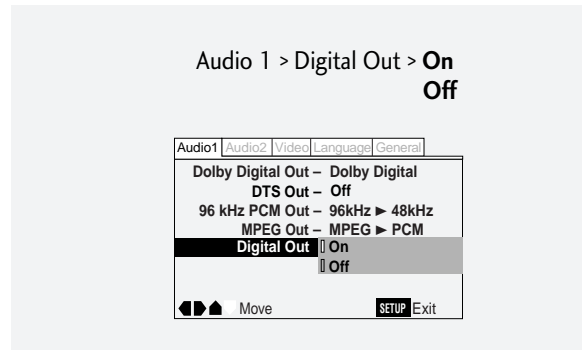 Audio 1 > Digital Out > On
Off
Audio1 Audio2 Video Language General
Dolby Digital Out – Dolby Digital
DTS Out – Off
96 kHz PCM Out – 96kHz ► 48kHz
MPEG Out – MPEG ► PCM
Digital Out On
Off
Move SETUP Exit